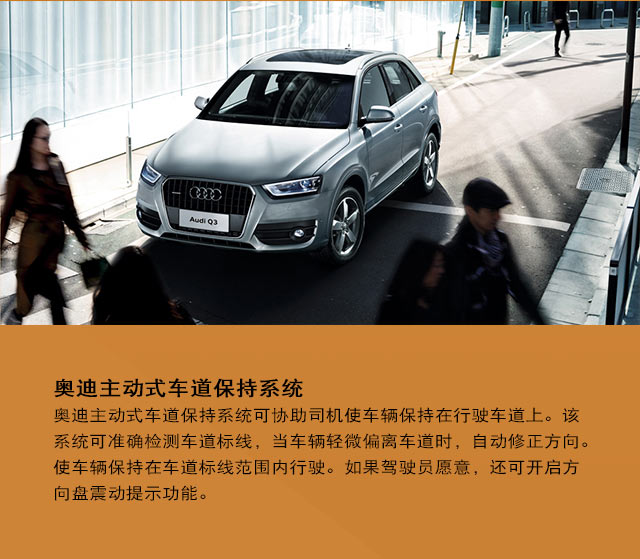 Audi Q3
奥迪主动式车道保持系统
奥迪主动式车道保持系统可协助司机使车辆保持在行驶车道上。该
系统可准确检测车道标线，当车辆轻微偏离车道时，自动修正方向。
使车辆保持在车道标线范围内行驶。如果驾驶员愿意，还可开启方
向盘震动提示功能。